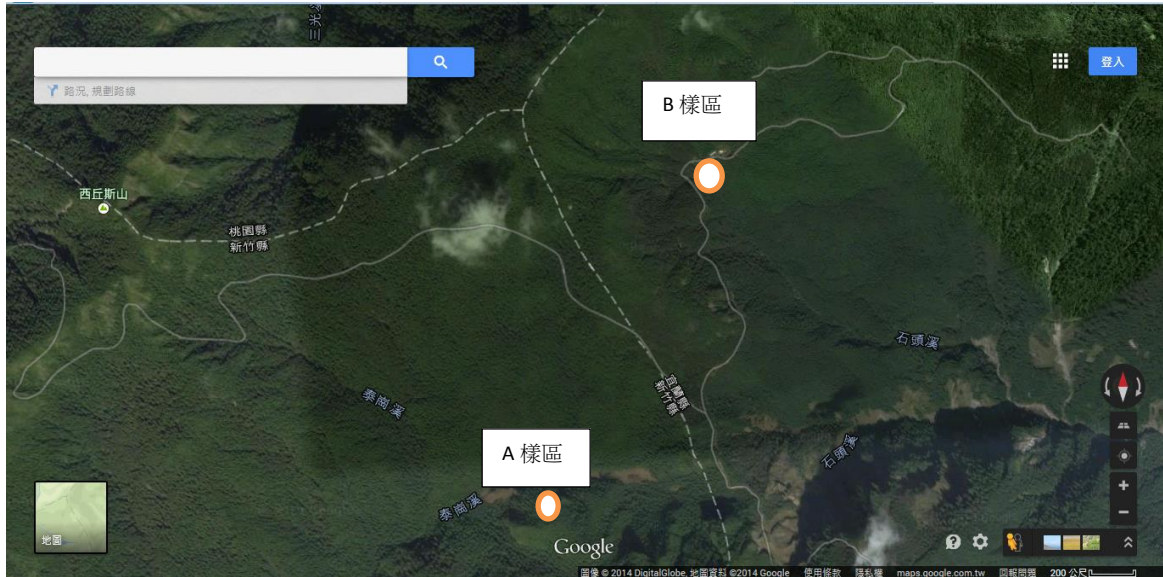 三光溪
登入
路況, 規劃路線
B 樣區
西丘斯山
桃園縣
新竹縣
石頭溪
泰崗溪
宜蘭縣
新竹縣
A 樣區
石頭溪
泰崗溪
地圖
Google
圖像 © 2014 DigitalGlobe, 地圖資料 ©2014 Google 使用條款 隱私權 maps.google.com.tw 回報問題 200 公尺